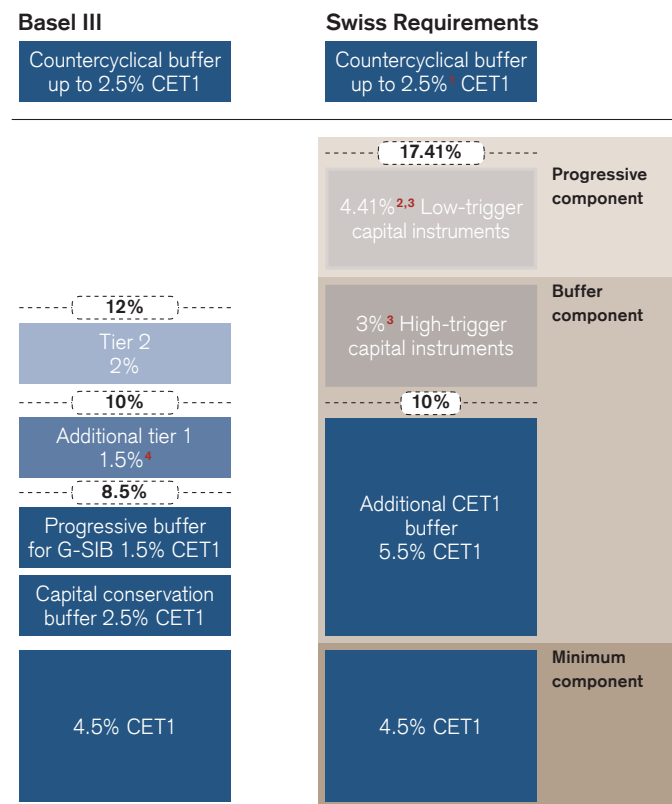 Basel III
Countercyclical buffer
up to 2.5% CET1
12%
Tier 2
2%
10%
Additional tier 1
1.5%4
8.5%
Progressive buffer
for G-SIB 1.5% CET1
Capital conservation
buffer 2.5% CET1
4.5% CET1
Swiss Requirements
Countercyclical buffer
up to 2.5%1 CET1
17.41%
Progressive
component
4.41%2,3 Low-trigger
capital instruments
Buffer
component
3%3 High-trigger
capital instruments
10%
Additional CET1
buffer
5.5% CET1
Minimum
component
4.5% CET1